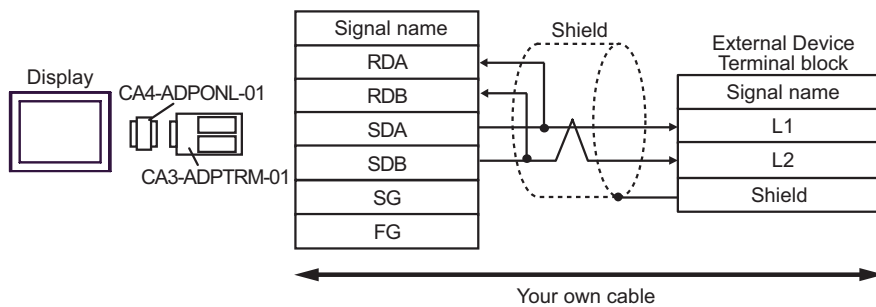 Display
CA4-ADPONL-01
CA3-ADPTRM-01
Signal name
RDA
RDB
SDA
SDB
SG
FG
Shield
External Device
Terminal block
Signal name
L1
L2
Shield
Your own cable